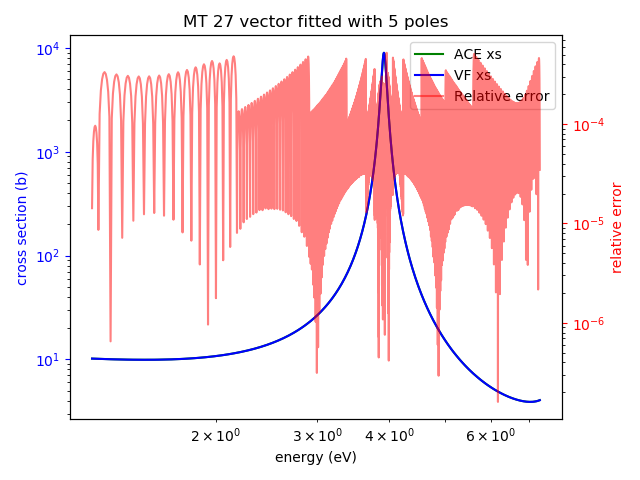 MT 27 vector fitted with 5 poles
ACE xs
VF xs
Relative error
10⁴
10³
10²
10¹
cross section (b)
10⁻⁴
10⁻⁵
10⁻⁶
relative error
2 × 10⁰
3 × 10⁰
4 × 10⁰
6 × 10⁰
energy (eV)